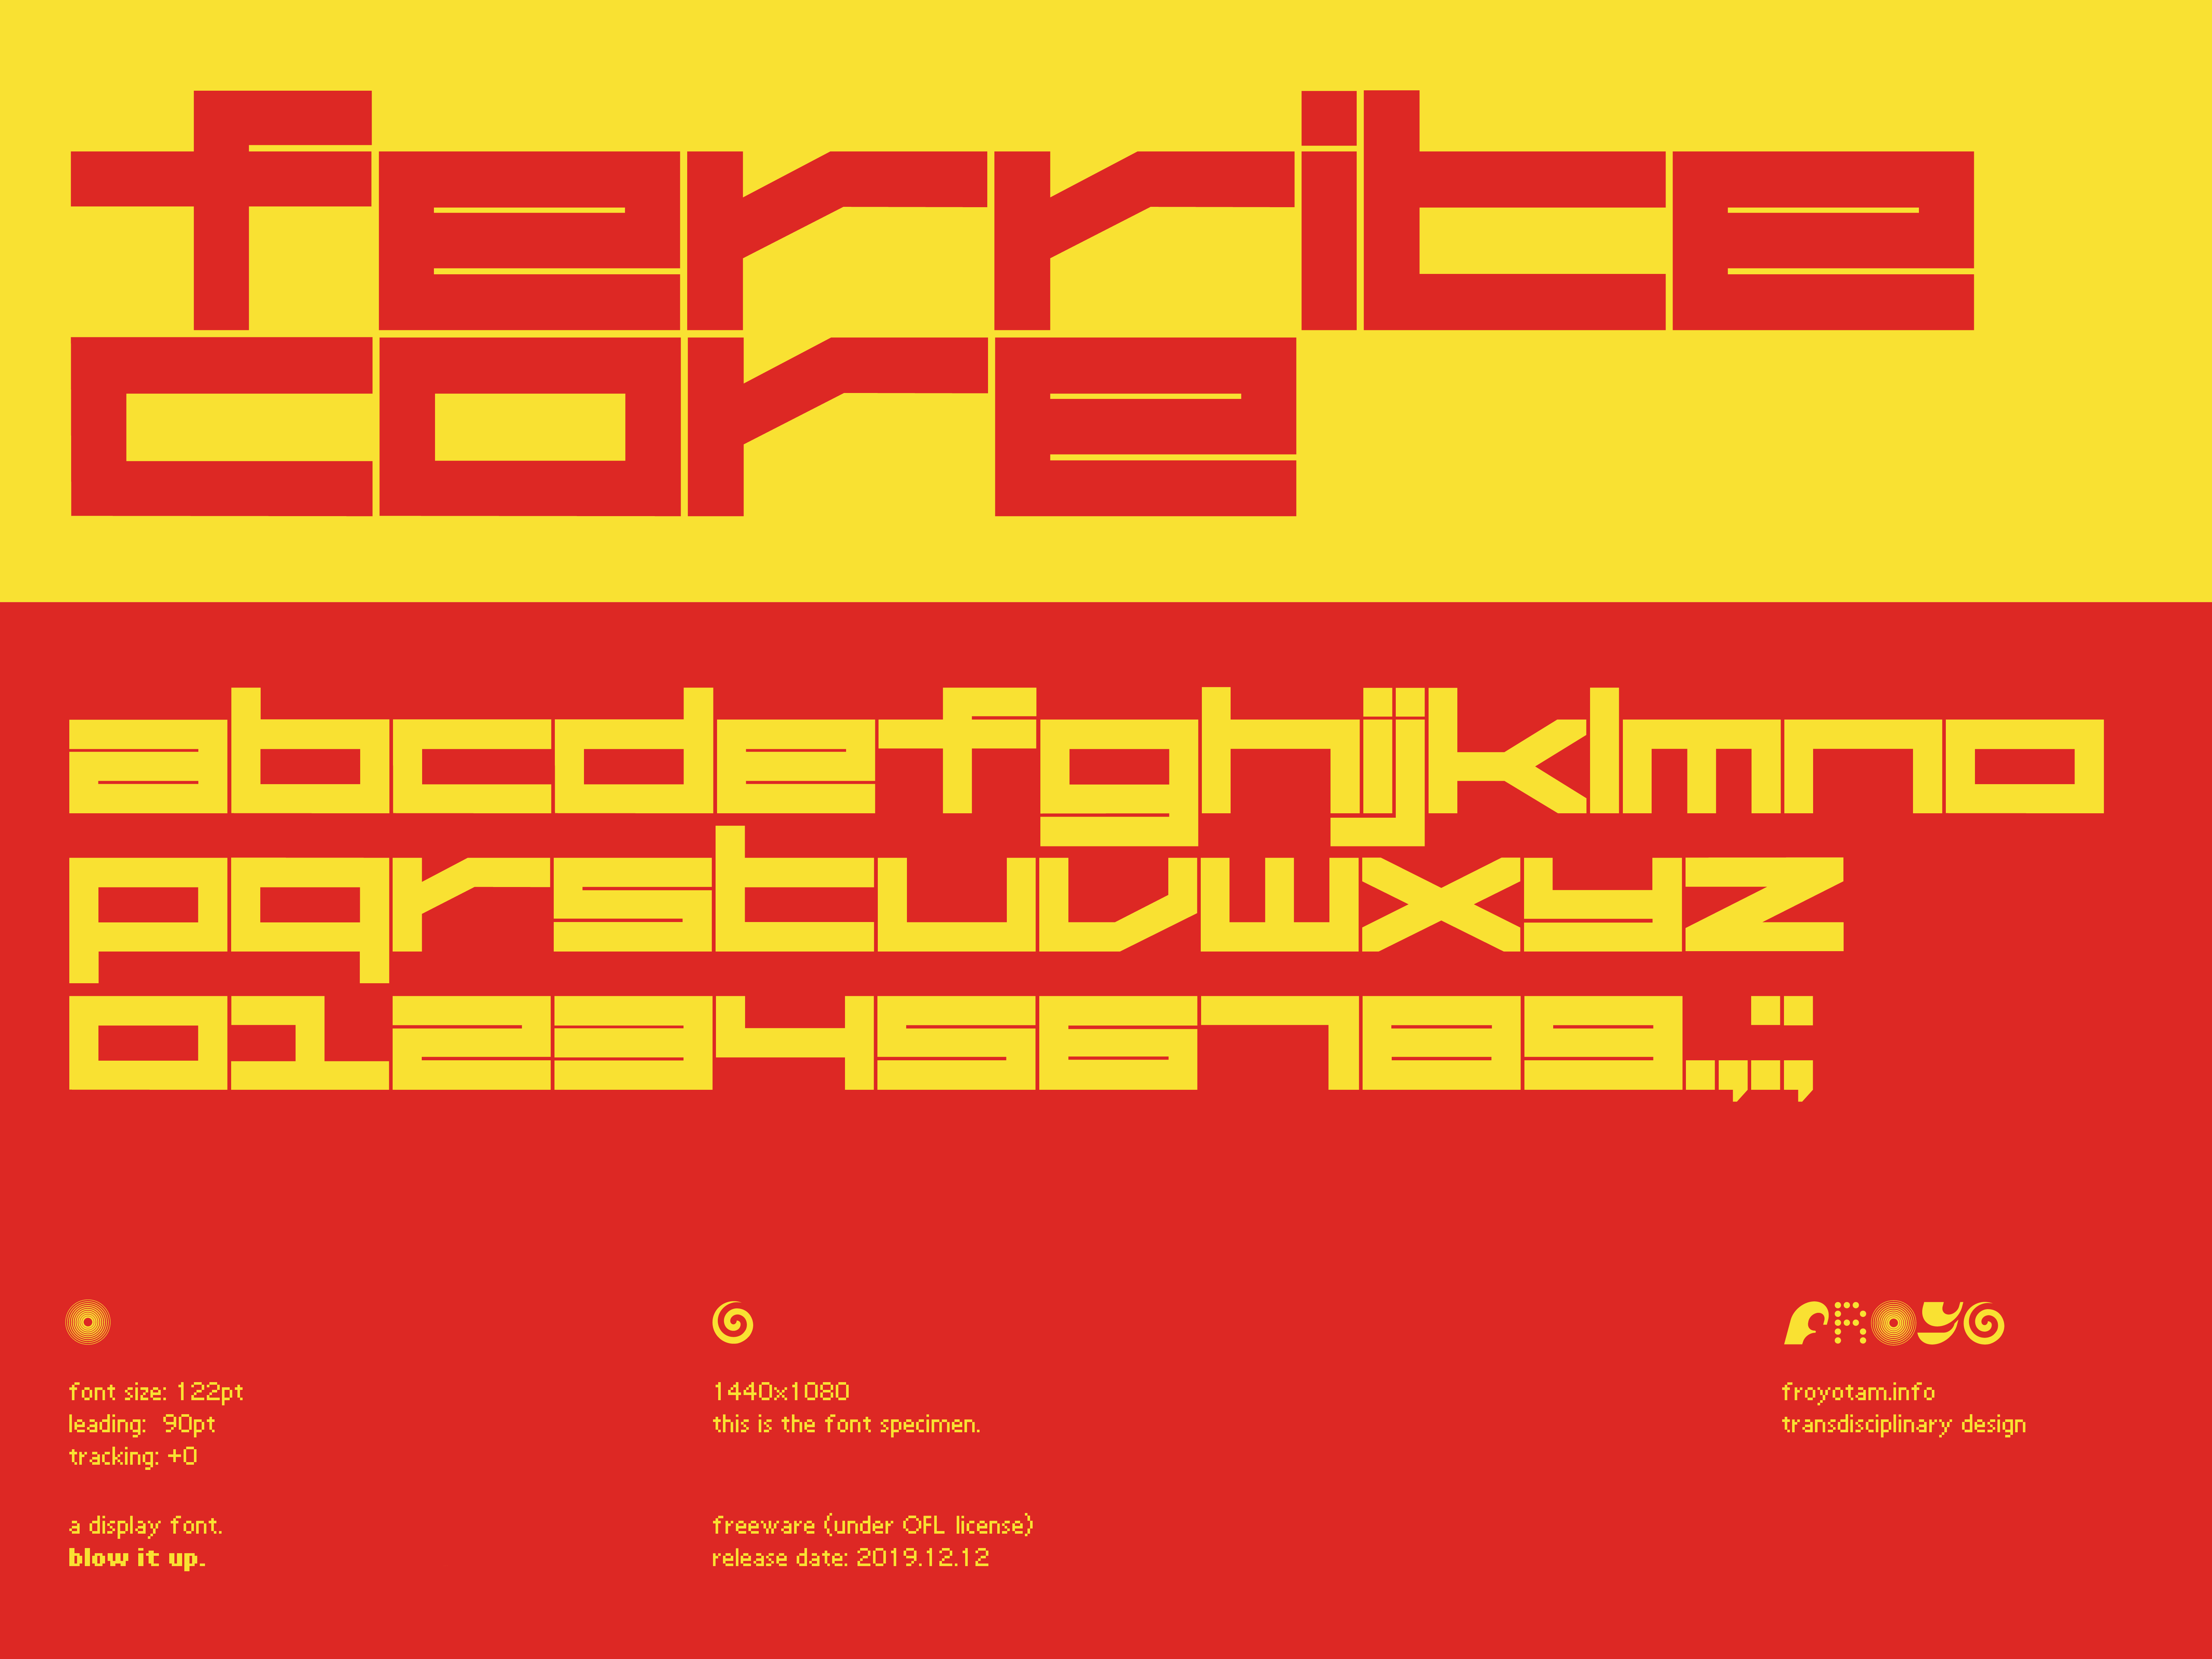 ferrite
core
abcdefghijklmno
pqrstuvwxyz
0123456789.,:;
FROYO
font size: 122pt
leading: 90pt
tracking: +0
1440x1080
this is the font specimen.
froyotam.info
transdisciplinary design
a display font.
blow it up.
freeware (under OFL license)
release date: 2019.12.12